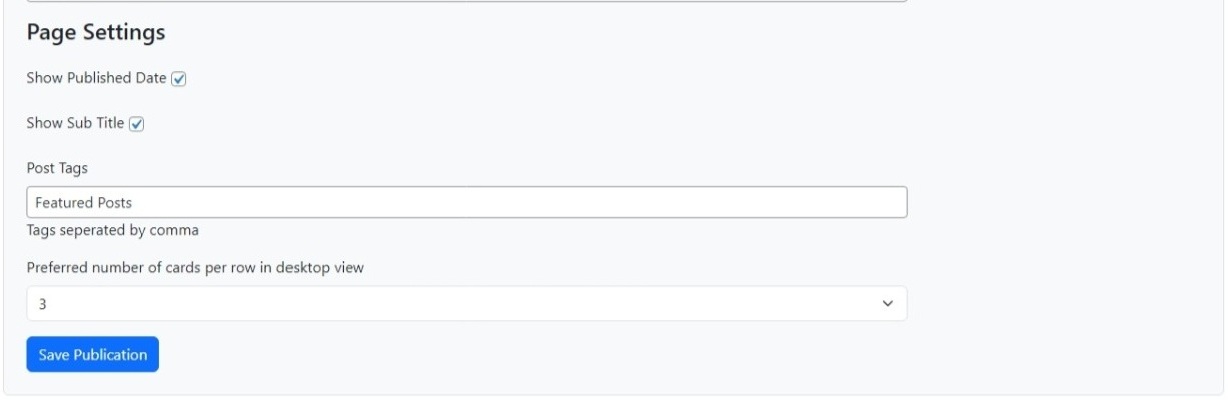 Page Settings
Show Published Date
Show Sub Title
Post Tags
Featured Posts
Tags seperated by comma
Preferred number of cards per row in desktop view
3
Save Publication